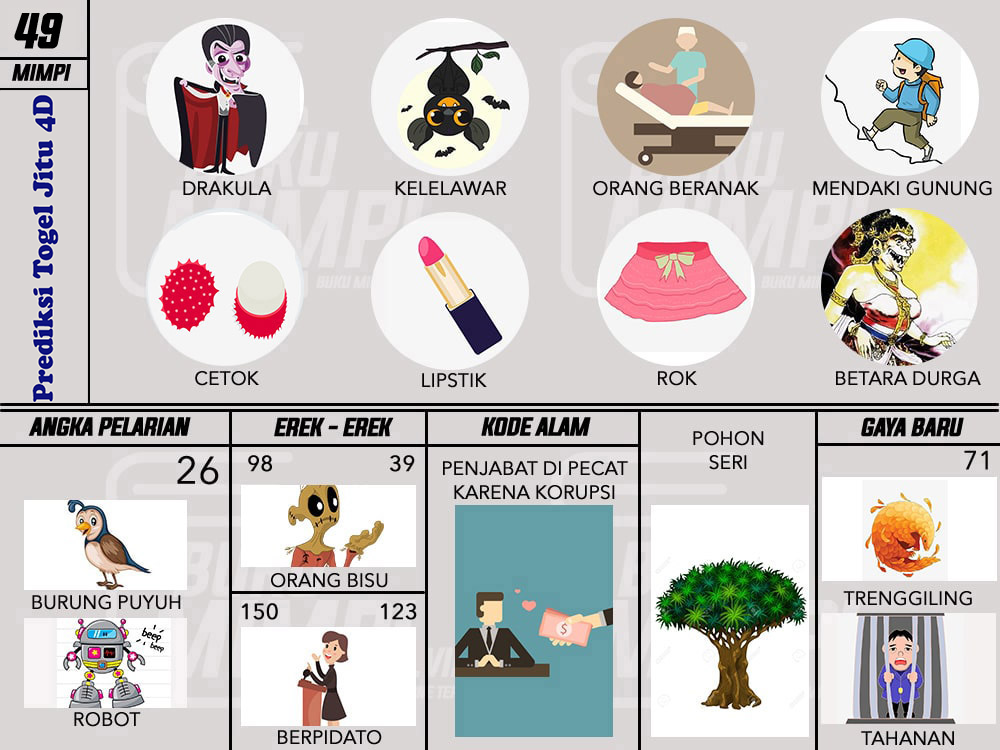 49
MIMPI
Prediksi Togel Jitu 4D
DRAKULA
KELELAWAR
ORANG BERANAK
MENDAKI GUNUNG
CETOK
LIPSTIK
ROK
BETARA DURGA
ANGKA PELARIAN
26
BURUNG PUYUH
beep
beep
ROBOT
EREK - EREK
98 39
ORANG BISU
150 123
BERPIDATO
KODE ALAM
PENJABAT DI PECAT
KARENA KORUPSI
$
POHON
SERI
GAYA BARU
71
TRENGGILING
TAHANAN
BUKU
MIMPI